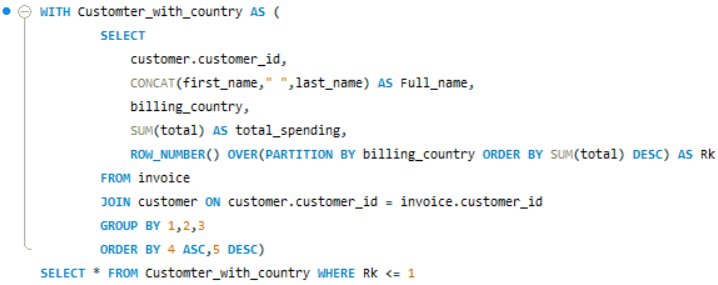 WITH Customter_with_country AS (
SELECT
customer.customer_id,
CONCAT(first_name," ",last_name) AS Full_name,
billing_country,
SUM(total) AS total_spending,
ROW_NUMBER() OVER(PARTITION BY billing_country ORDER BY SUM(total) DESC) AS Rk
FROM invoice
JOIN customer ON customer.customer_id = invoice.customer_id
GROUP BY 1,2,3
ORDER BY 4 ASC,5 DESC)
SELECT * FROM Customter_with_country WHERE Rk <= 1